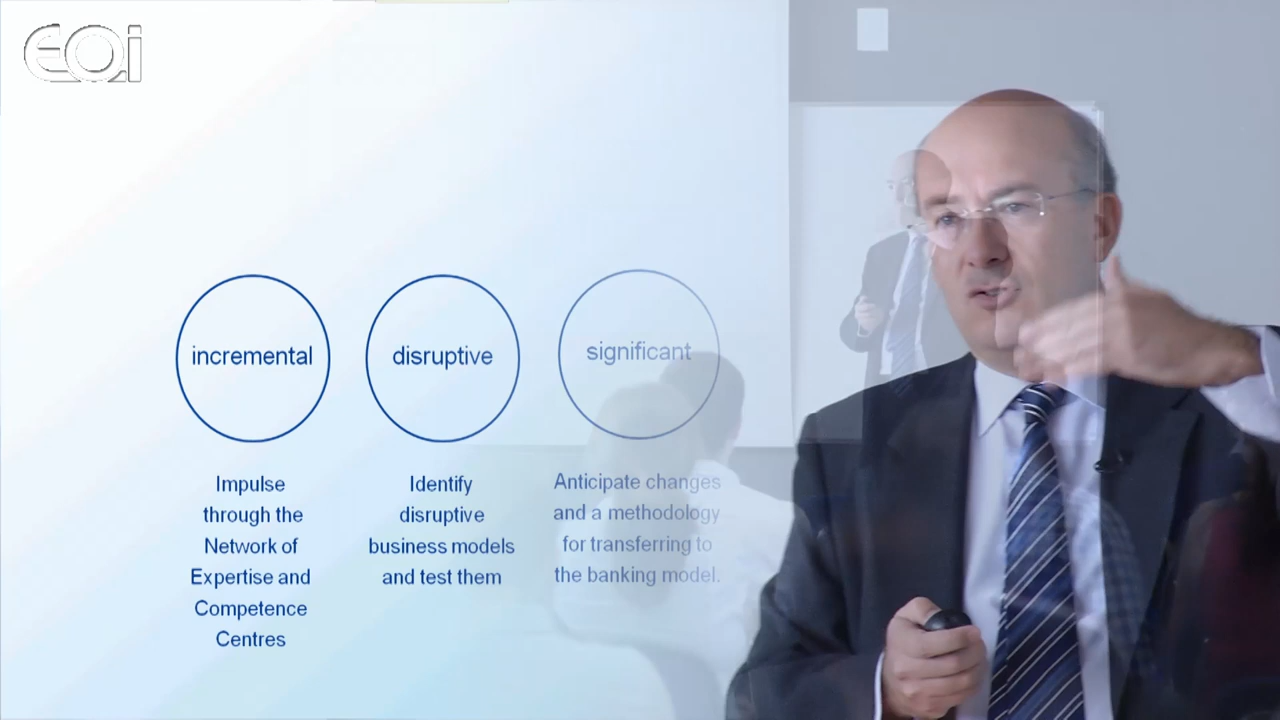 EOi
incremental
disruptive
significant
Impulse
through the
Network of
Expertise and
Competence
Centres
Identify
disruptive
business models
and test them
Anticipate changes
and a methodology
for transferring to
the banking model.